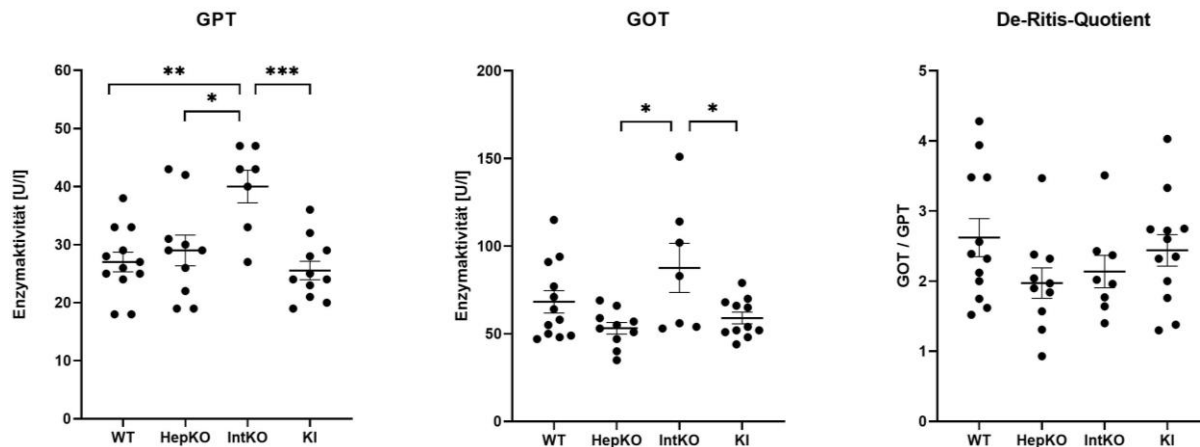 GPT
Enzymaktivität [U/l]
60
50
40
30
20
10
0
** ***
*
WT HepKO IntKO KI
GOT
Enzymaktivität [U/l]
200
150
100
50
0
* *
WT HepKO IntKO KI
De-Ritis-Quotient
GOT / GPT
5
4
3
2
1
0
WT HepKO IntKO KI